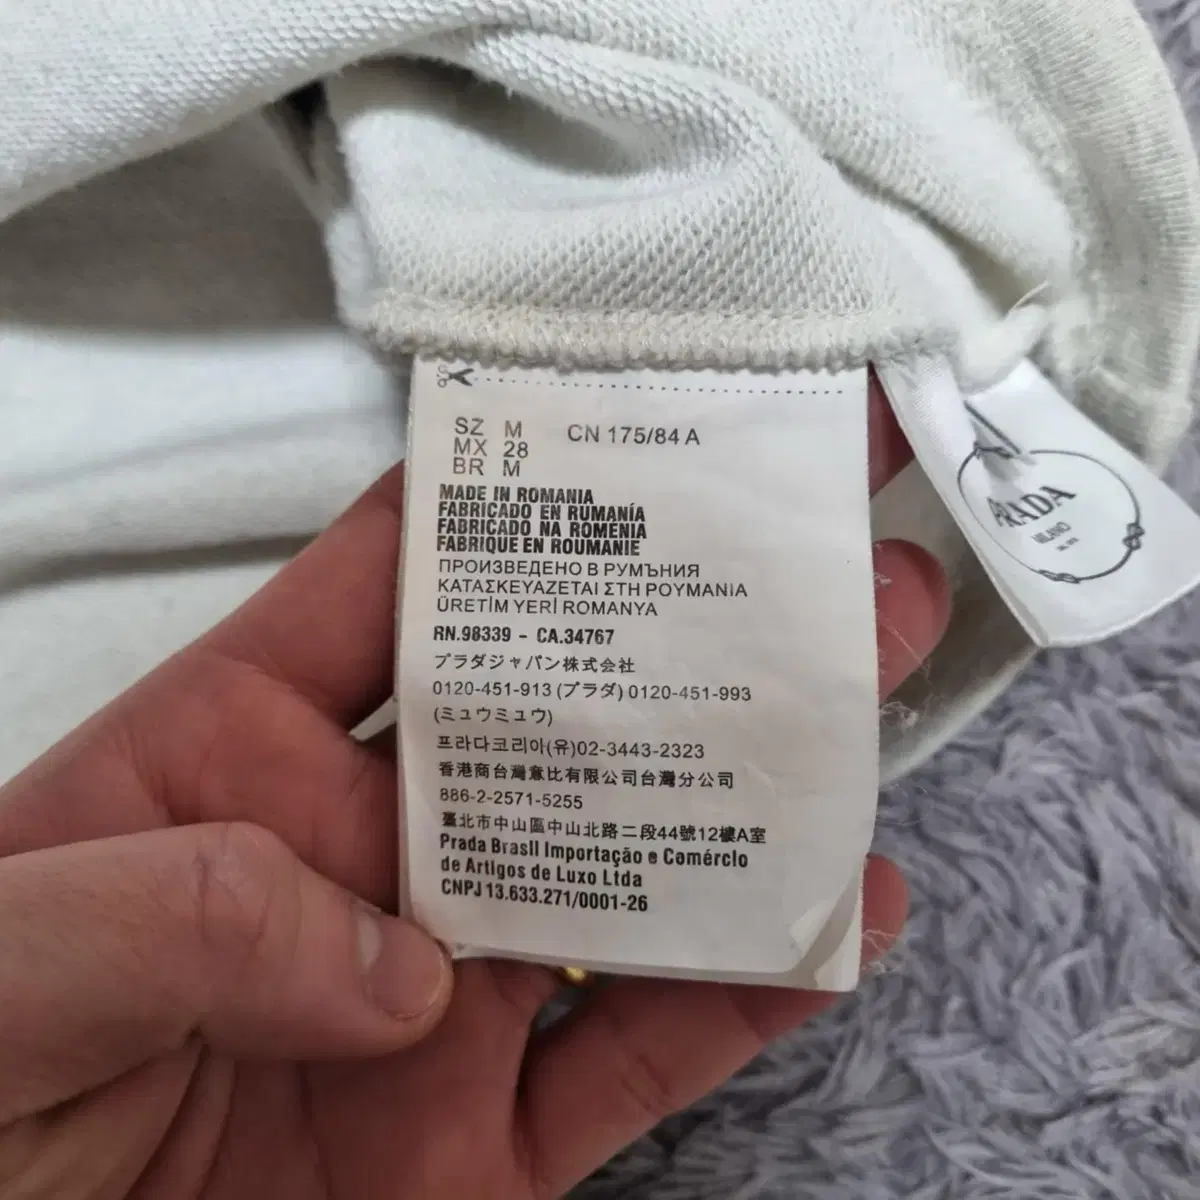 SZ M CN 175/84 A
MX 28
BR M
MADE IN ROMANIA
FABRICADO EN RUMANÍA
FABRICADO NA ROMENIA
FABRIQUE EN ROUMANIE
ПРОИЗВЕДЕНО В РУМЪНИЯ
ΚΑΤΑΣΚΕΥΑΖΕΤΑΙ ΣΤΗ ΡΟΥΜΑΝΙΑ
ÜRETİM YERİ ROMANYA
RN.98339 - CA.34767
プラダジャパン株式会社
0120-451-913 (プラダ) 0120-451-993
(ミュウミュウ)
프라다코리아(유)02-3443-2323
香港商台灣意比有限公司台灣分公司
886-2-2571-5255
臺北市中山區中山北路二段44號12樓A室
Prada Brasil Importação e Comércio
de Artigos de Luxo Ltda
CNPJ 13.633.271/0001-26
PRADA
MILANO